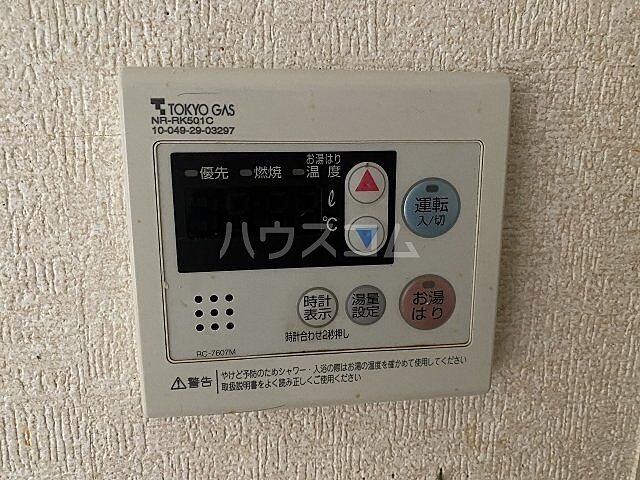 TOKYO GAS
NR-RK501C
10-049-29-03297
お湯はり
優先 燃焼 温度
ℓ
℃
運転
入/切
ハウスコム
時計
表示
湯量
設定
お湯
はり
時計合わせ2秒押し
RC-7607M
警告
やけど予防のためシャワー・入浴の際はお湯の温度を確かめて使用してください
取扱説明書をよく読み正しくご使用ください